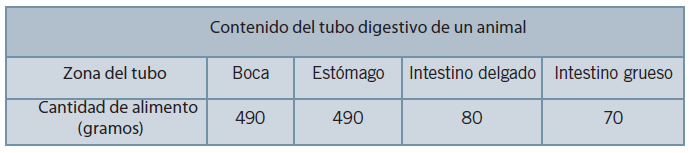 Contenido del tubo digestivo de un animal
Zona del tubo Boca Estómago Intestino delgado Intestino grueso
Cantidad de alimento
(gramos) 490 490 80 70